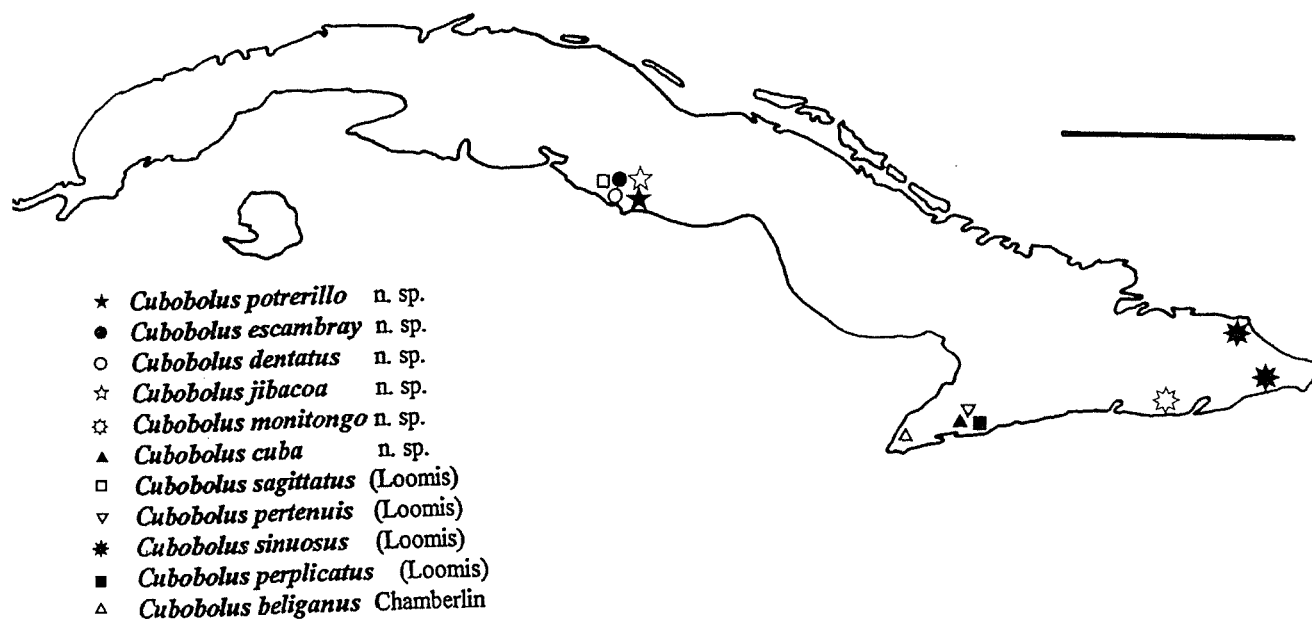 Cubobolus potrerillo n. sp.
Cubobolus escambray n. sp.
Cubobolus dentatus n. sp.
Cubobolus jibacoa n. sp.
Cubobolus monitongo n. sp.
Cubobolus cuba n. sp.
Cubobolus sagittatus (Loomis)
Cubobolus pertenuis (Loomis)
Cubobolus sinuosus (Loomis)
Cubobolus perplicatus (Loomis)
Cubobolus beliganus Chamberlin